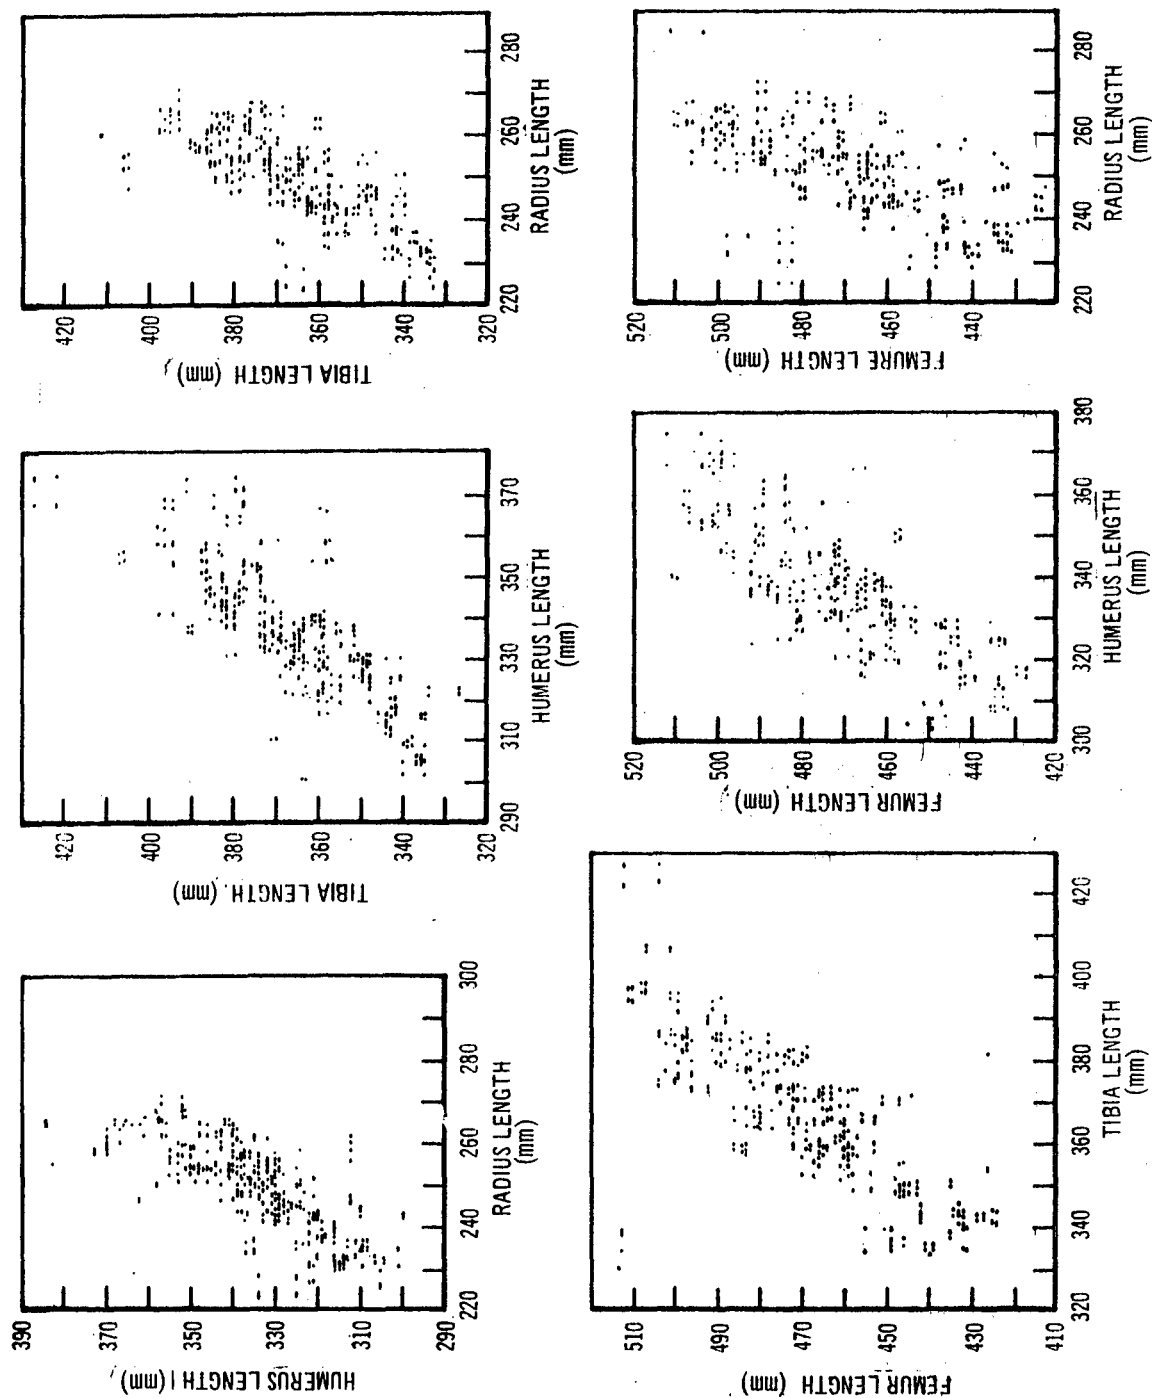 HUMERUS LENGTH (mm)
390
370
350
330
310
290
220 240 260 280 300
RADIUS LENGTH
(mm)
TIBIA LENGTH (mm)
420
400
380
360
340
320
290 310 330 350 370
HUMERUS LENGTH
(mm)
TIBIA LENGTH (mm)
420
400
380
360
340
320
220 240 260 280
RADIUS LENGTH
(mm)
FEMUR LENGTH (mm)
510
490
470
450
430
410
320 340 360 380 400 420
TIBIA LENGTH
(mm)
FEMUR LENGTH (mm)
520
500
480
460
440
420
300 320 340 360 380
HUMERUS LENGTH
(mm)
FEMURE LENGTH (mm)
520
500
480
460
440
420
220 240 260 280
RADIUS LENGTH
(mm)